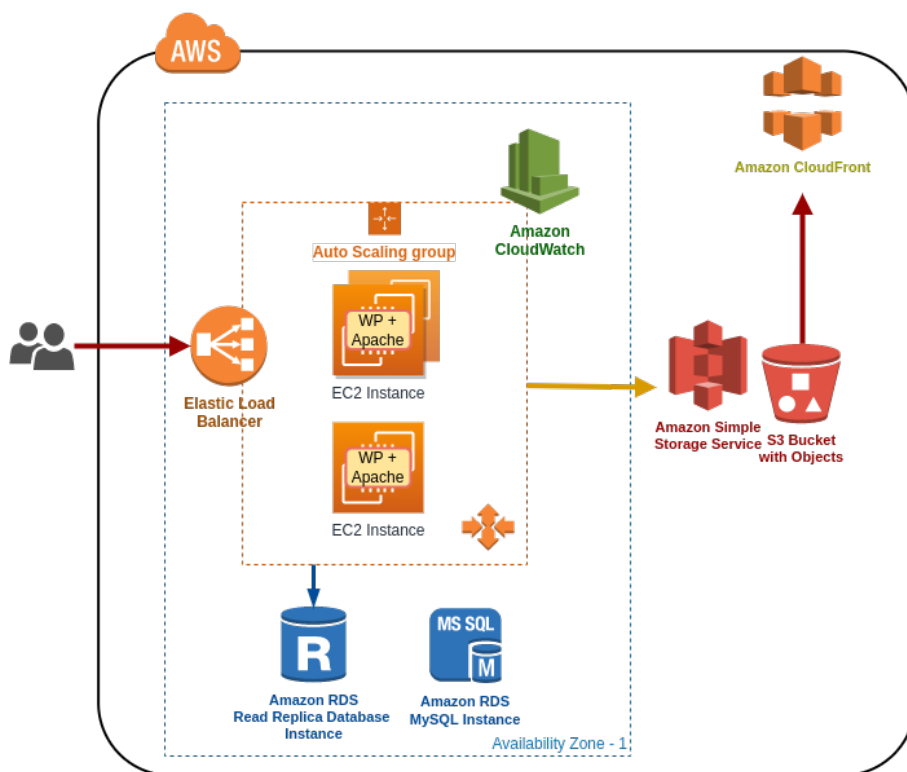 AWS
Amazon CloudFront
Amazon
CloudWatch
Auto Scaling group
WP +
Apache
EC2 Instance
Elastic Load
Balancer
WP +
Apache
EC2 Instance
Amazon Simple
Storage Service
S3 Bucket
with Objects
R
Amazon RDS
Read Replica Database
Instance
MS SQL
M
Amazon RDS
MySQL Instance
Availability Zone - 1